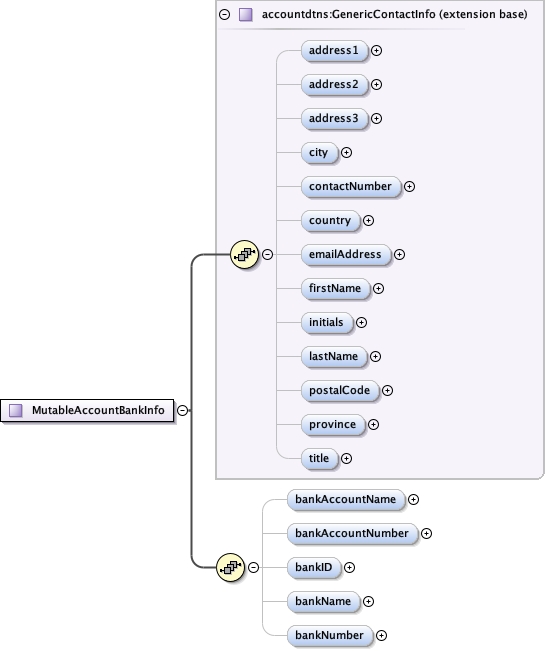 accountdtns:GenericContactInfo (extension base)
address1
address2
address3
city
contactNumber
country
emailAddress
firstName
initials
lastName
postalCode
province
title
MutableAccountBankInfo
bankAccountName
bankAccountNumber
bankID
bankName
bankNumber